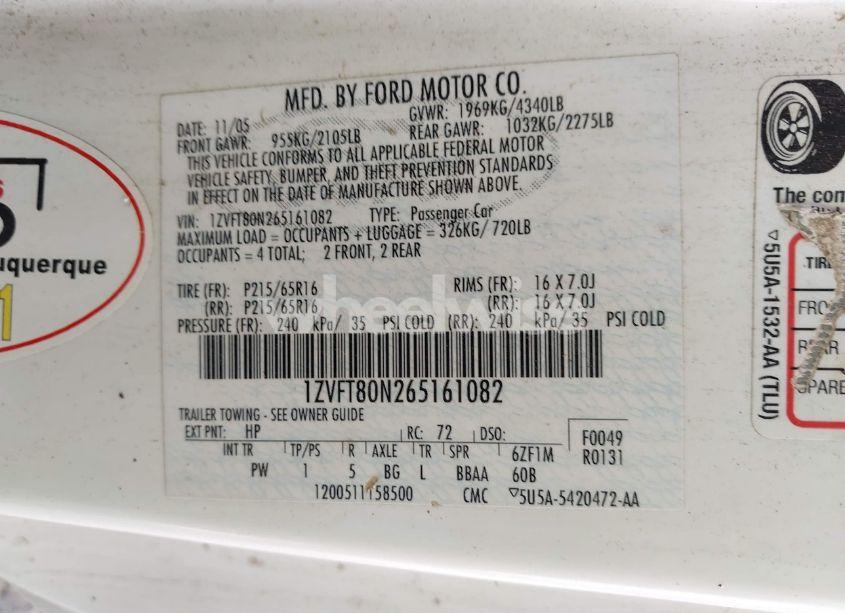 MFD. BY FORD MOTOR CO.
DATE: 11/05 GVWR: 1969KG/4340LB
FRONT GAWR: 955KG/2105LB REAR GAWR: 1032KG/2275LB
THIS VEHICLE CONFORMS TO ALL APPLICABLE FEDERAL MOTOR
VEHICLE SAFETY, BUMPER, AND THEFT PREVENTION STANDARDS
IN EFFECT ON THE DATE OF MANUFACTURE SHOWN ABOVE.
VIN: 1ZVFT80N265161082 TYPE: Passenger Car
MAXIMUM LOAD = OCCUPANTS + LUGGAGE = 326KG/ 720LB
OCCUPANTS = 4 TOTAL; 2 FRONT, 2 REAR
TIRE (FR): P215/65R16 RIMS (FR): 16 X 7.0J
(RR): P215/65R16 (RR): 16 X 7.0J
PRESSURE (FR): 240 kPa/ 35 PSI COLD (RR): 240 kPa/35 PSI COLD
1ZVFT80N265161082
TRAILER TOWING - SEE OWNER GUIDE
EXT PNT: HP RC: 72 DSO: F0049
INT TR TP/PS R AXLE TR SPR 6ZF1M R0131
PW 1 5 BG L BBAA 60B
1200511158500 CMC ▽5U5A-5420472-AA
uquerque
1
The com
TIRE
FRO
REAR
SPARE
▽5U5A-1532-AA (TLU)